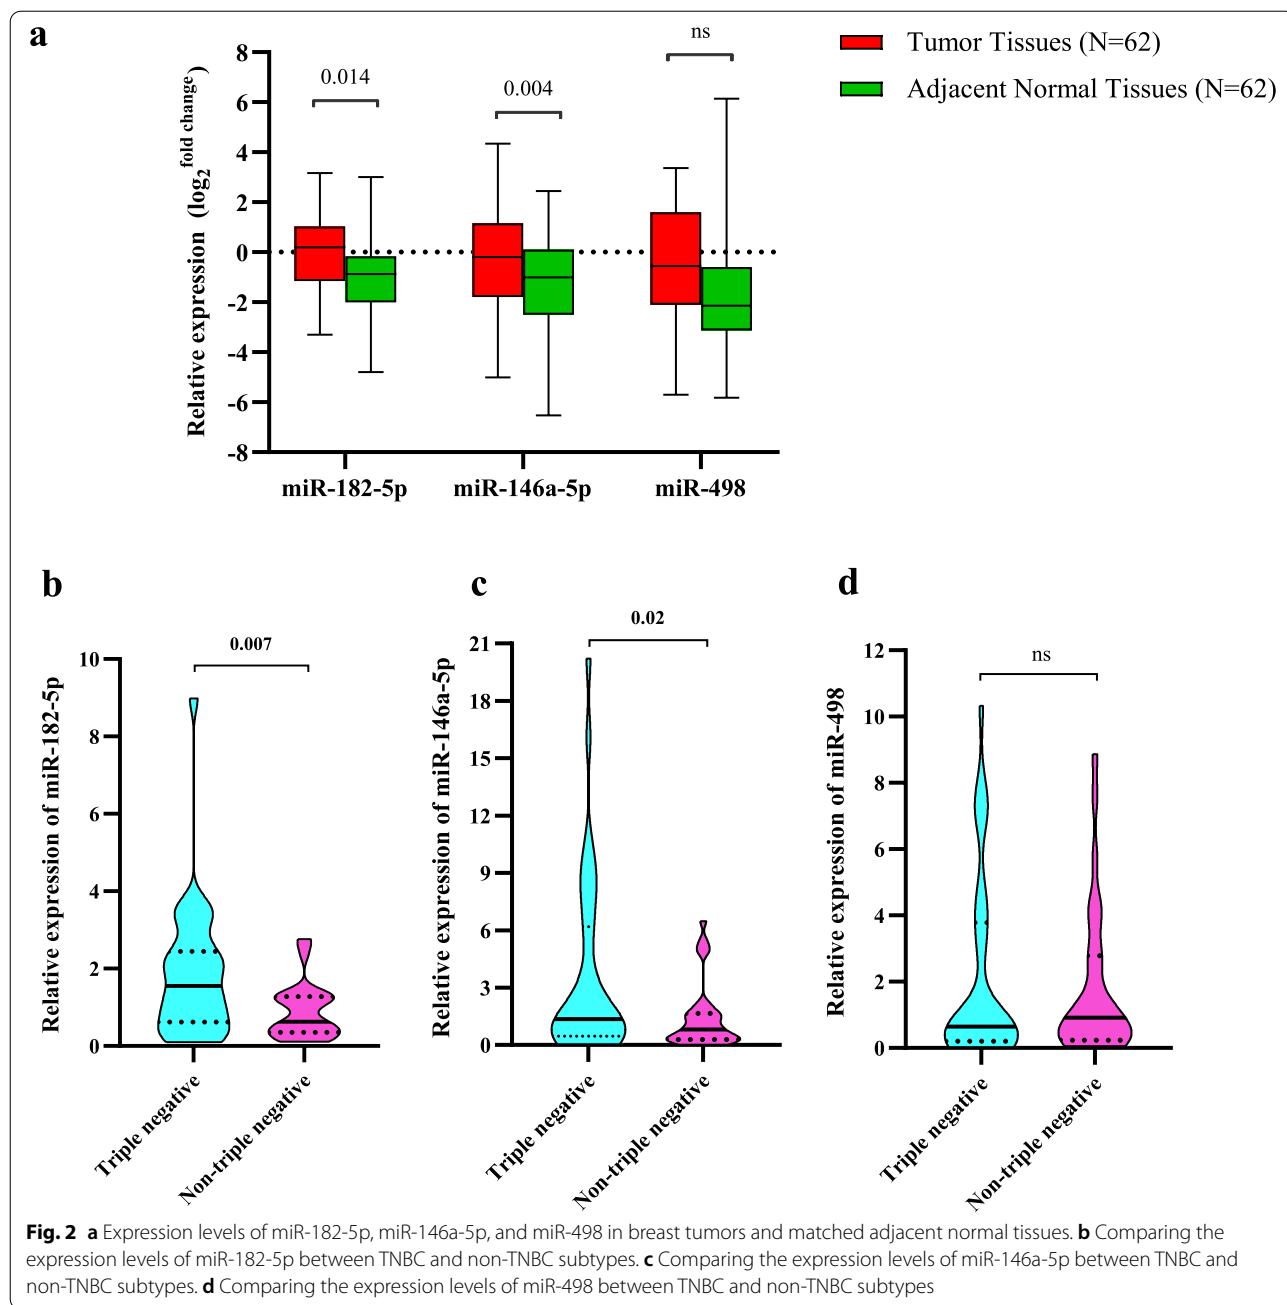 a
ns
Tumor Tissues (N=62)
Adjacent Normal Tissues (N=62)
0.014
0.004
Relative expression (log2 fold change)
8
6
4
2
0
-2
-4
-6
-8
miR-182-5p
miR-146a-5p
miR-498
b
0.007
Relative expression of miR-182-5p
10
8
6
4
2
0
Triple negative
Non-triple negative
c
0.02
Relative expression of miR-146a-5p
21
18
15
12
9
6
3
0
Triple negative
Non-triple negative
d
ns
Relative expression of miR-498
12
10
8
6
4
2
0
Triple negative
Non-triple negative
Fig. 2 a Expression levels of miR-182-5p, miR-146a-5p, and miR-498 in breast tumors and matched adjacent normal tissues. b Comparing the
expression levels of miR-182-5p between TNBC and non-TNBC subtypes. c Comparing the expression levels of miR-146a-5p between TNBC and
non-TNBC subtypes. d Comparing the expression levels of miR-498 between TNBC and non-TNBC subtypes